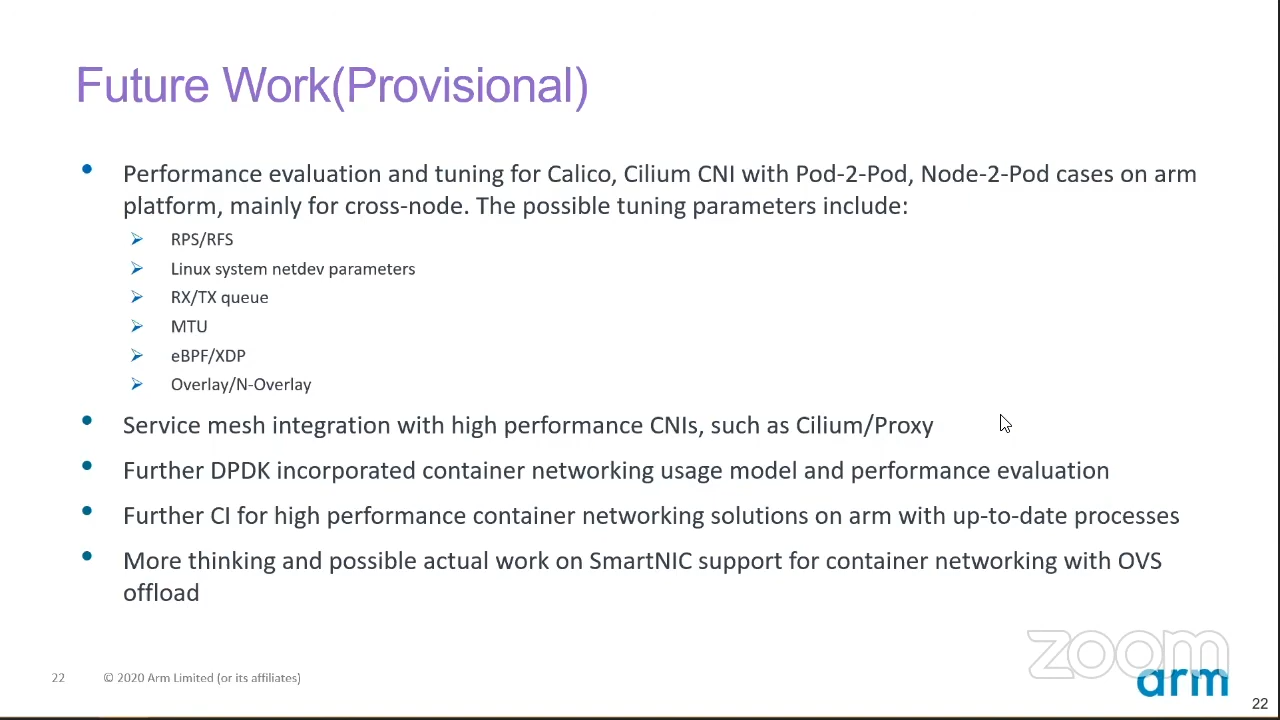 Future Work(Provisional)
Performance evaluation and tuning for Calico, Cilium CNI with Pod-2-Pod, Node-2-Pod cases on arm
platform, mainly for cross-node. The possible tuning parameters include:
RPS/RFS
Linux system netdev parameters
RX/TX queue
MTU
eBPF/XDP
Overlay/N-Overlay
Service mesh integration with high performance CNIs, such as Cilium/Proxy
Further DPDK incorporated container networking usage model and performance evaluation
Further CI for high performance container networking solutions on arm with up-to-date processes
More thinking and possible actual work on SmartNIC support for container networking with OVS
offload
zoom
22 © 2020 Arm Limited (or its affiliates)
arm
22